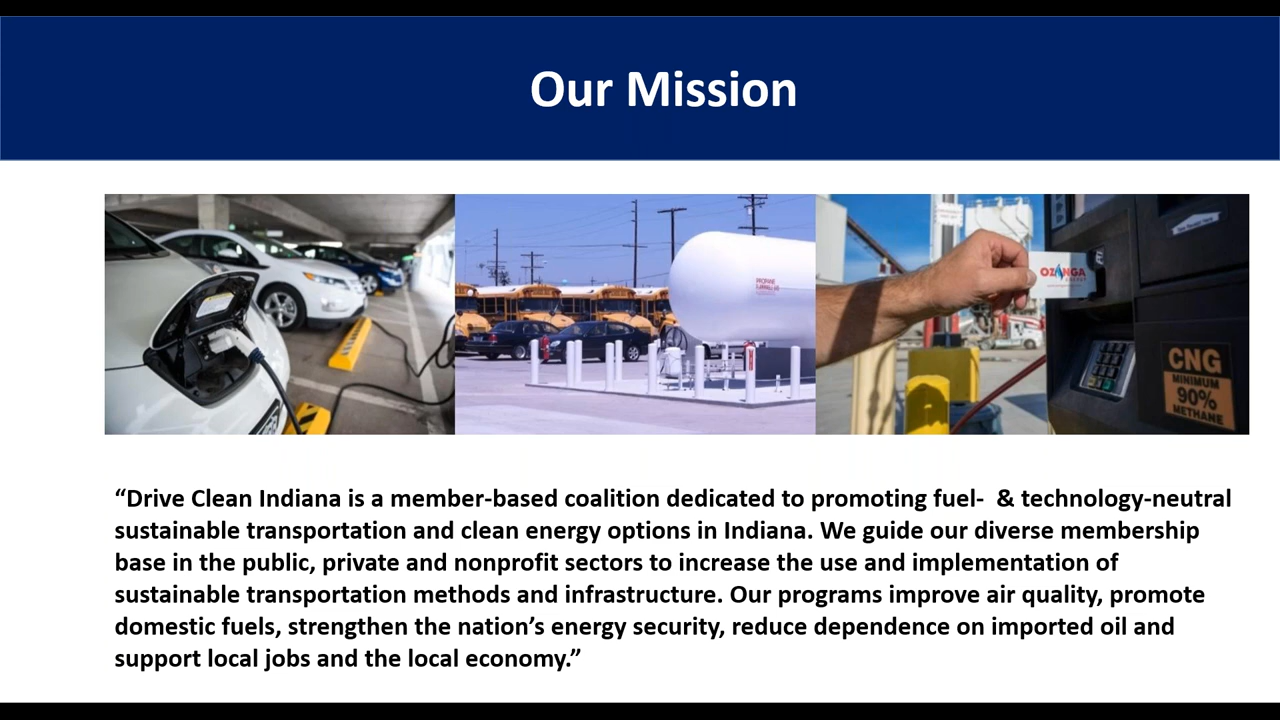 Our Mission
OZINGA
CNG
MINIMUM
90%
METHANE
“Drive Clean Indiana is a member-based coalition dedicated to promoting fuel-  & technology-neutral
sustainable transportation and clean energy options in Indiana. We guide our diverse membership
base in the public, private and nonprofit sectors to increase the use and implementation of
sustainable transportation methods and infrastructure. Our programs improve air quality, promote
domestic fuels, strengthen the nation’s energy security, reduce dependence on imported oil and
support local jobs and the local economy.”